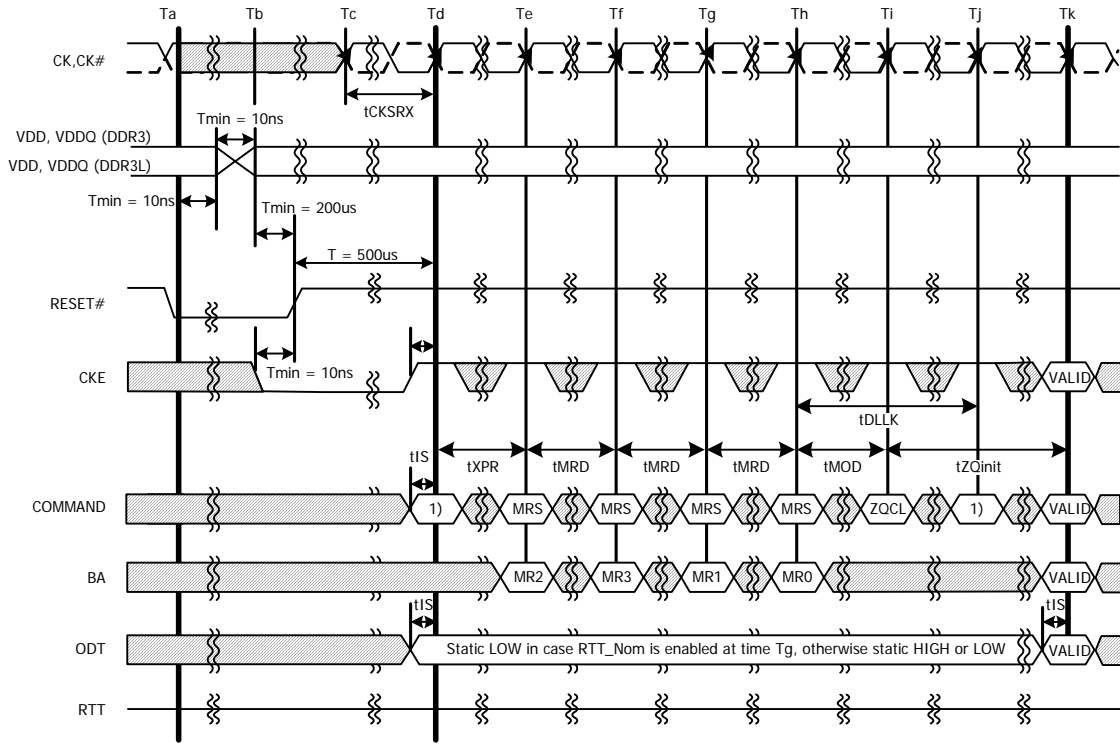 Ta Tb Tc Td Te Tf Tg Th Ti Tj Tk
CK,CK#
tCKSRX
Tmin = 10ns
VDD, VDDQ (DDR3)
VDD, VDDQ (DDR3L)
Tmin = 10ns
Tmin = 200us
T = 500us
RESET#
Tmin = 10ns
CKE
VALID
tDLLK
tIS
tXPR tMRD tMRD tMRD tMOD tZQinit
COMMAND 1) MRS MRS MRS MRS ZQCL 1) VALID
BA MR2 MR3 MR1 MR0 VALID
tIS tIS
ODT Static LOW in case RTT_Nom is enabled at time Tg, otherwise static HIGH or LOW VALID
RTT